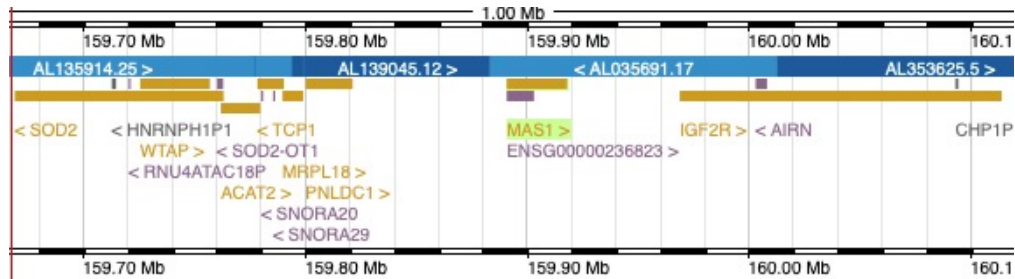 1.00 Mb
159.70 Mb 159.80 Mb 159.90 Mb 160.00 Mb 160.1
AL135914.25 > AL139045.12 > < AL035691.17 AL353625.5 >
< SOD2 < HNRNPH1P1 < TCP1 MAS1 > IGF2R > < AIRN CHP1P
WTAP > < SOD2-OT1 ENSG00000236823 >
< RNU4ATAC18P MRPL18 >
ACAT2 > PNLDC1 >
< SNORA20
< SNORA29
159.70 Mb 159.80 Mb 159.90 Mb 160.00 Mb 160.1